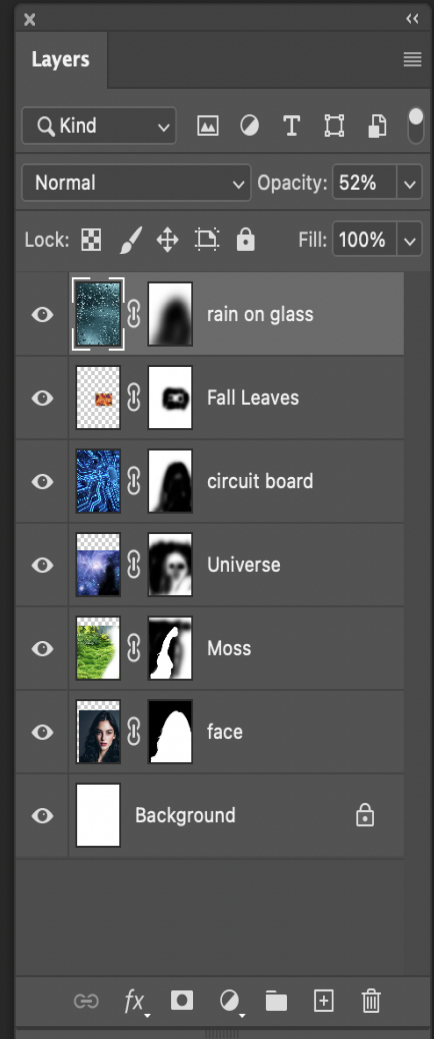 Layers
Kind
Normal Opacity: 52%
Lock: Fill: 100%
rain on glass
Fall Leaves
circuit board
Universe
Moss
face
Background
fx